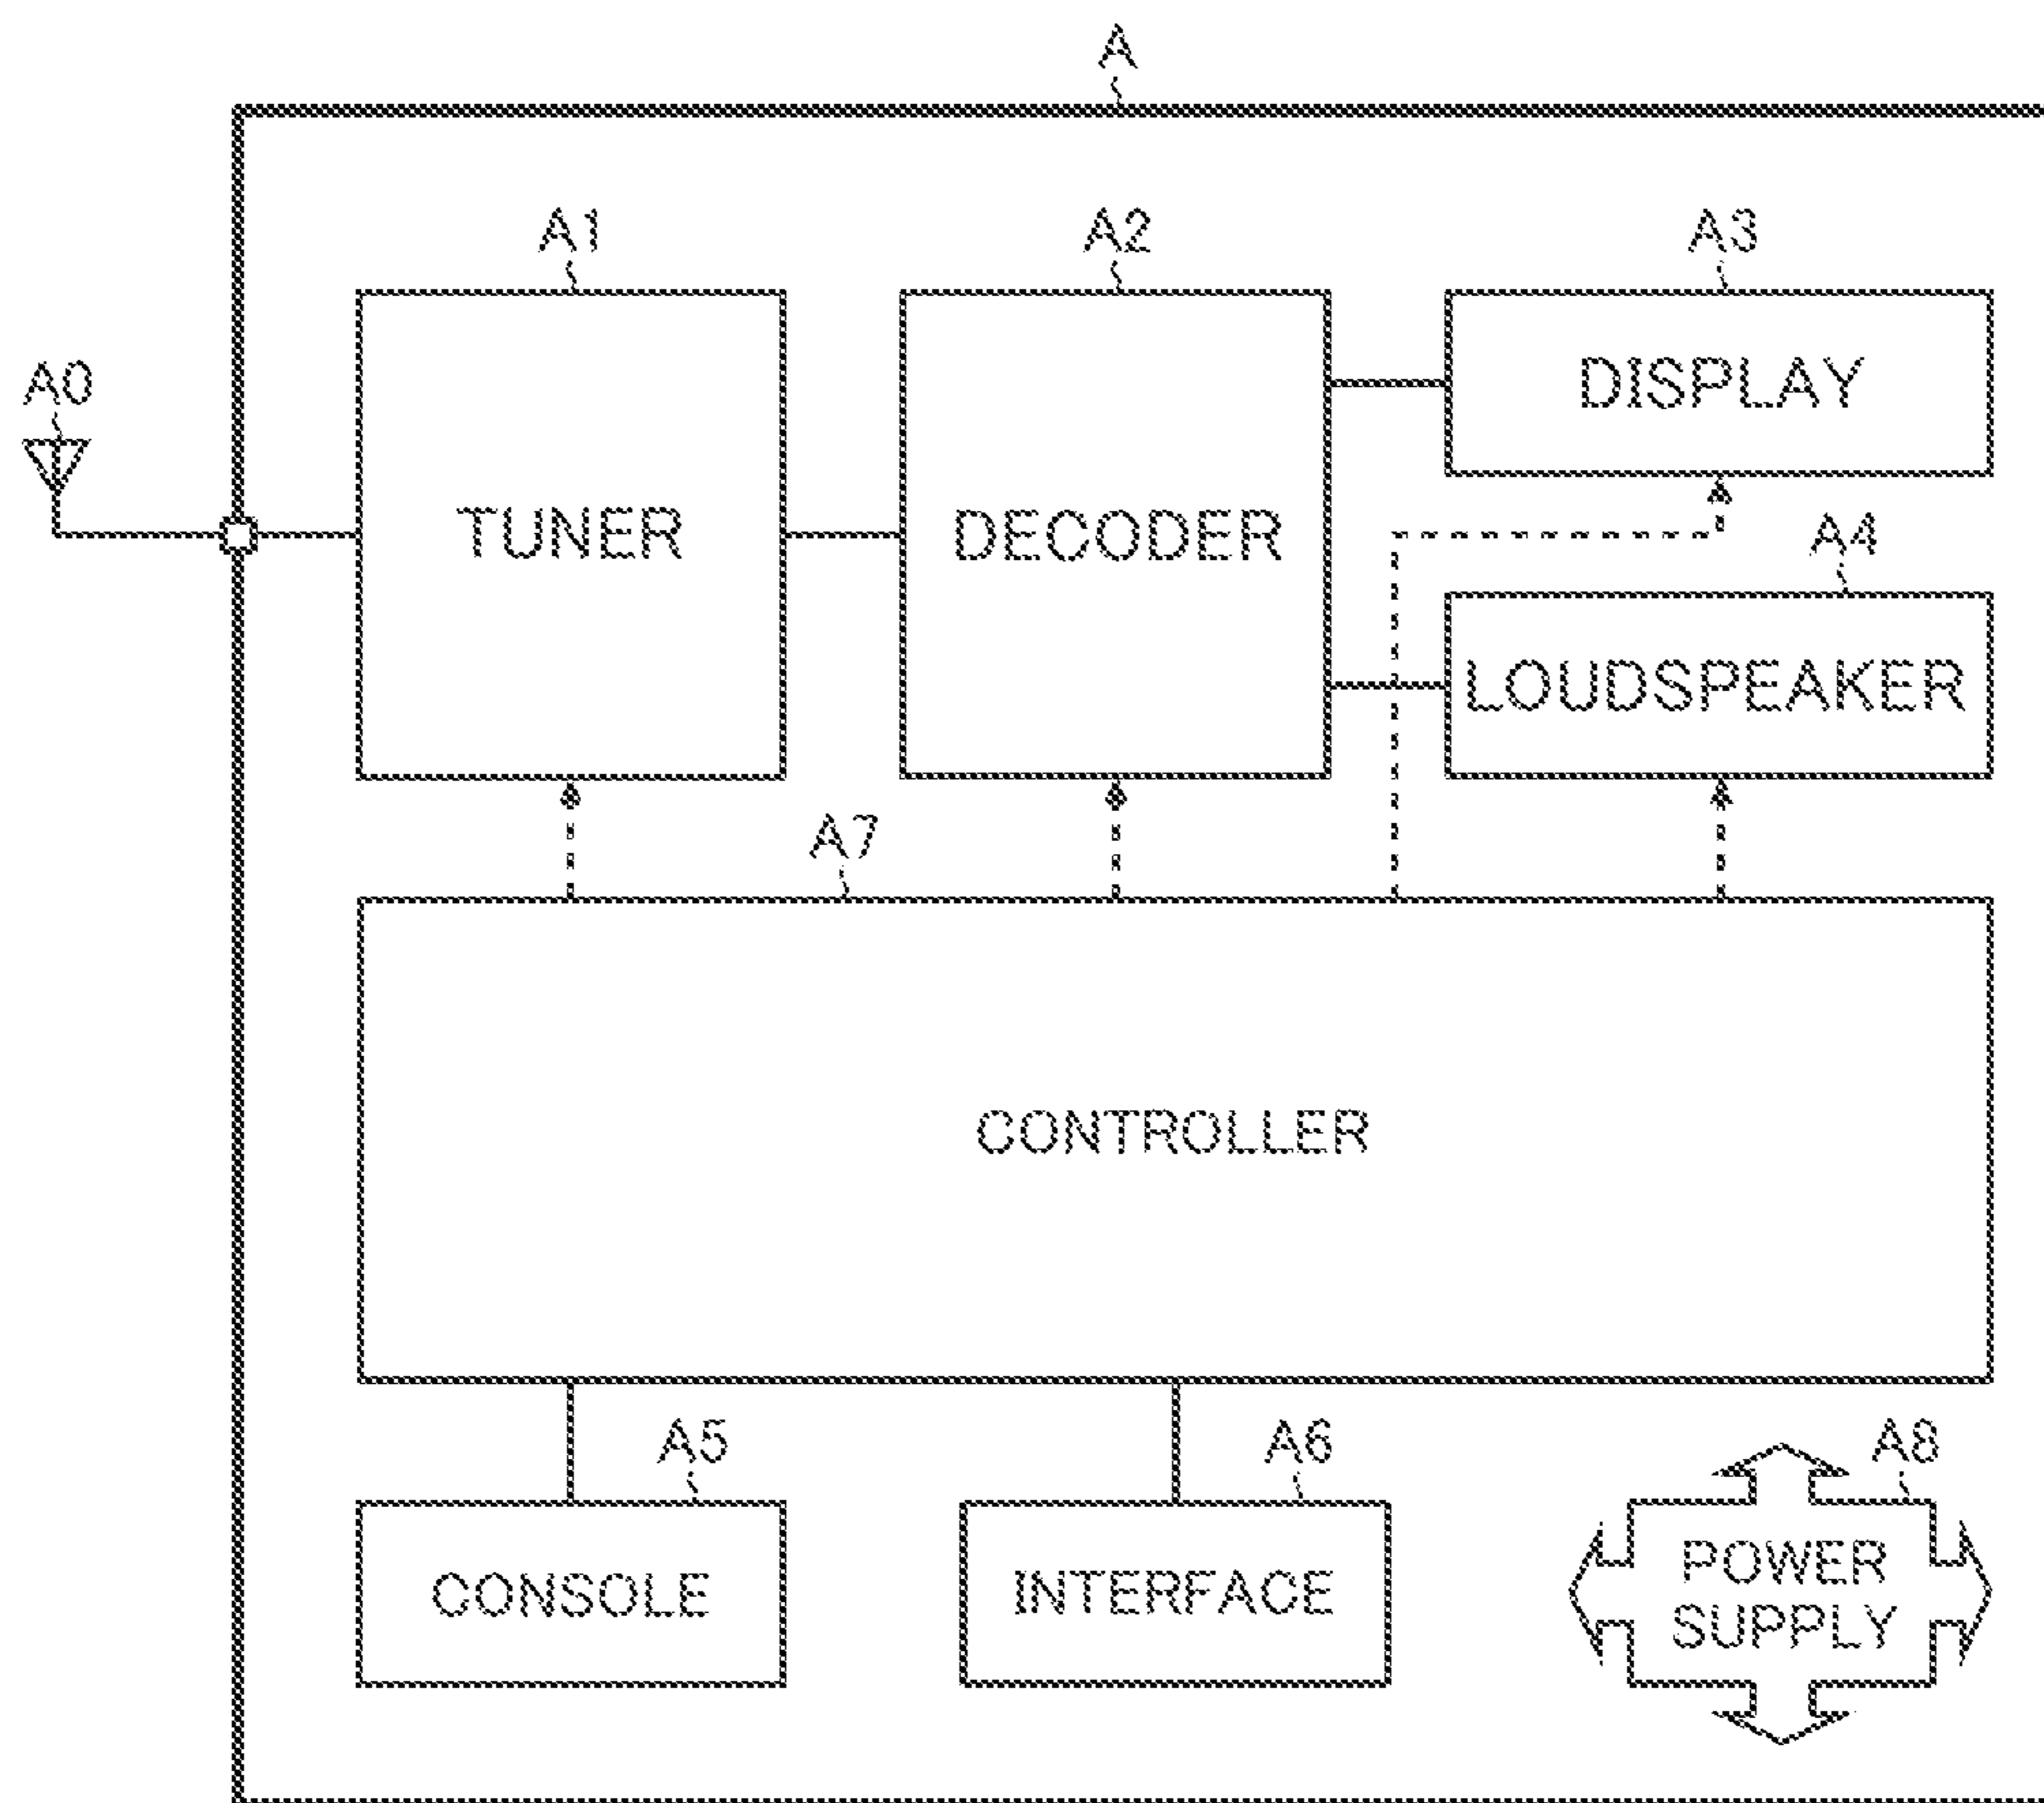 A
A1
A2
A3
A0
DISPLAY
TUNER
DECODER
A4
LOUDSPEAKER
A7
CONTROLLER
A5
A6
A8
CONSOLE
INTERFACE
POWER
SUPPLY